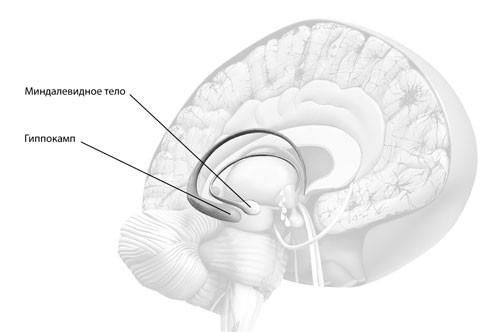 Миндалевидное тело
Гиппокамп